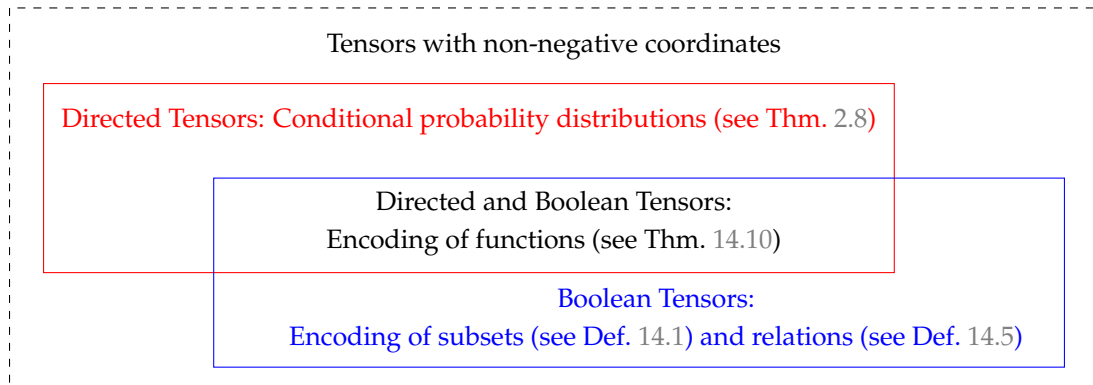 Tensors with non-negative coordinates
Directed Tensors: Conditional probability distributions (see Thm. 2.8)
Directed and Boolean Tensors:
Encoding of functions (see Thm. 14.10)
Boolean Tensors:
Encoding of subsets (see Def. 14.1) and relations (see Def. 14.5)